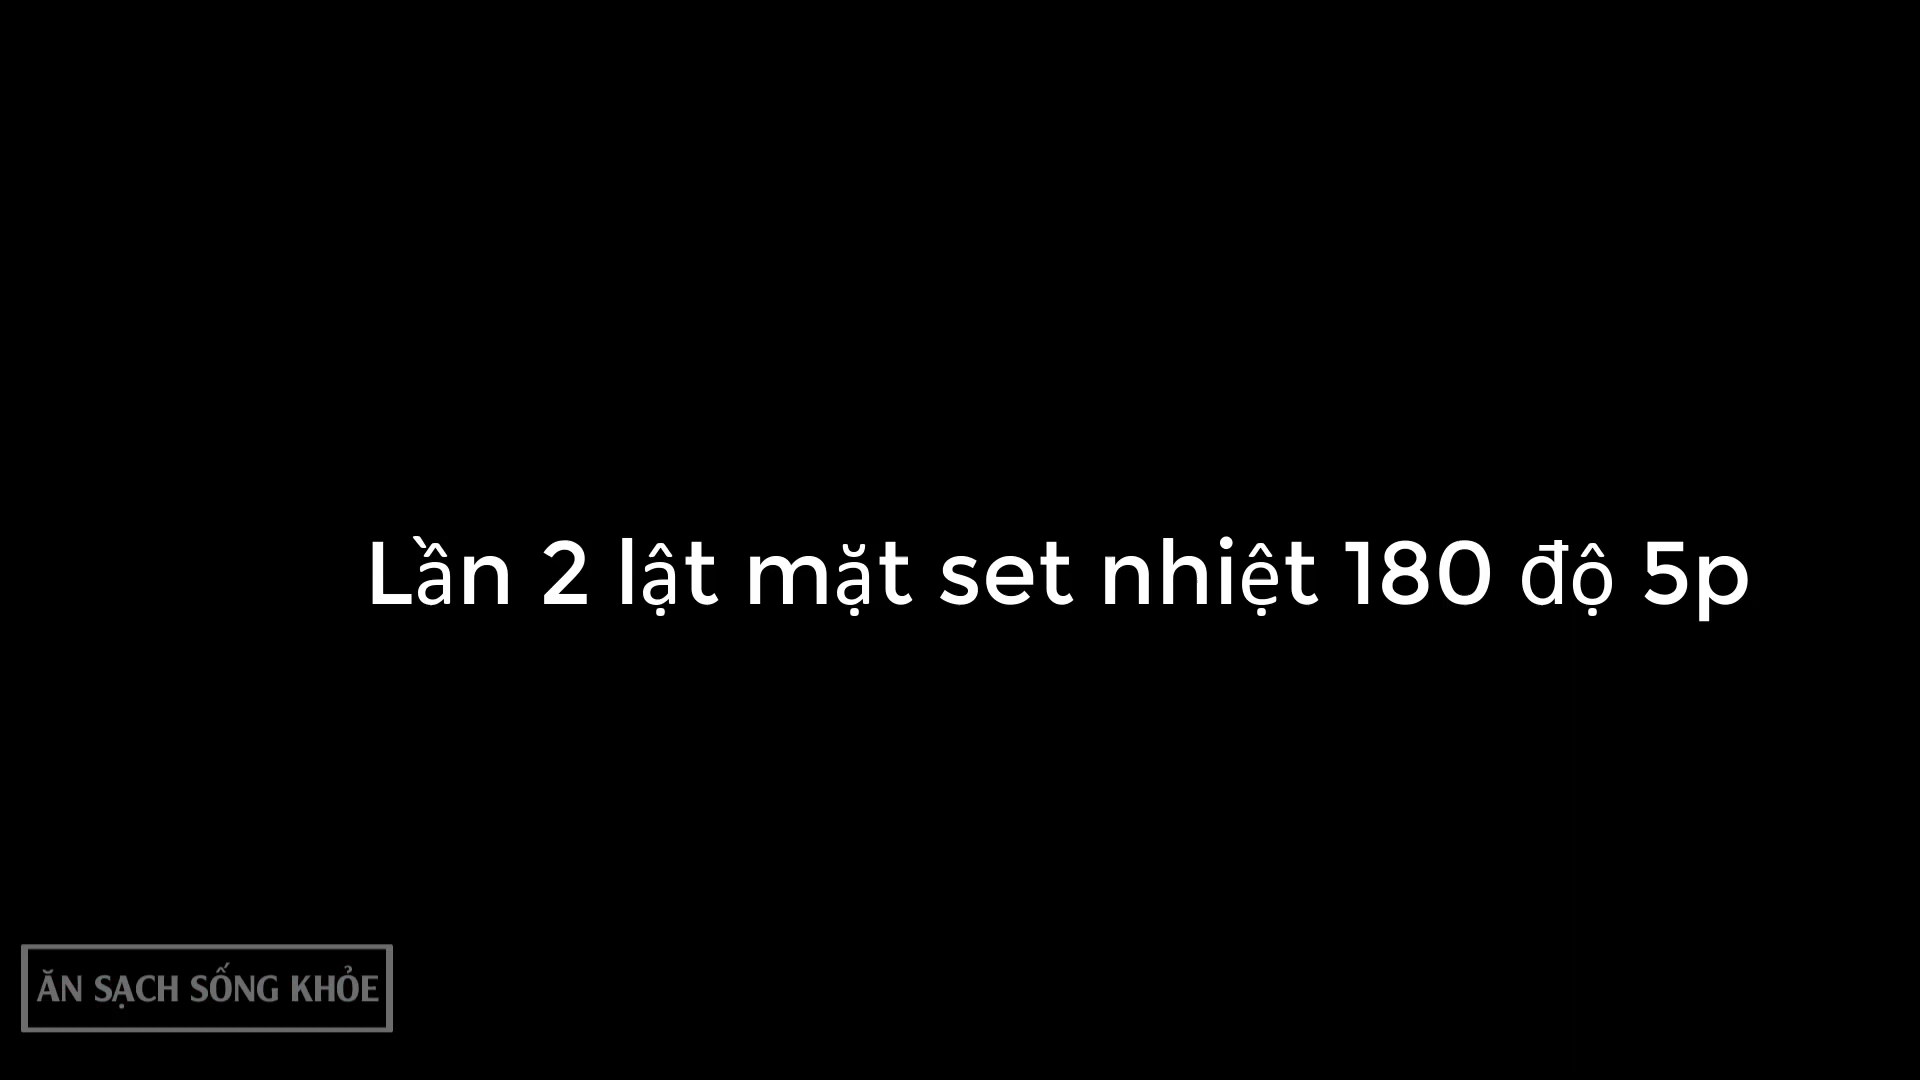 Lần 2 lật mặt set nhiệt 180 độ 5p
ĂN SẠCH SỐNG KHỎE